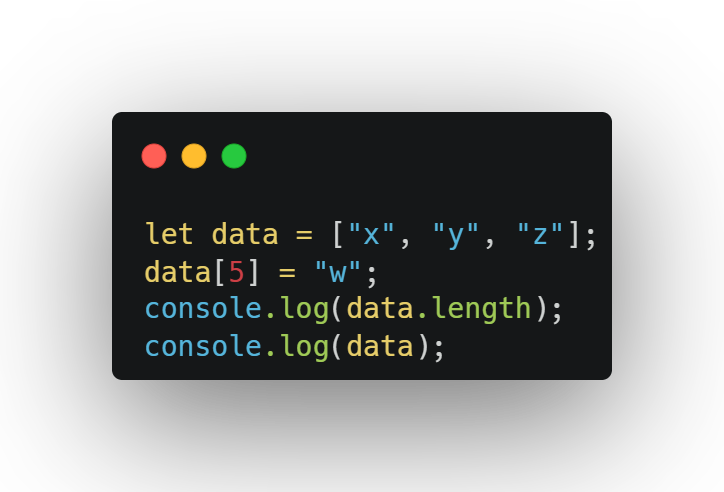 let data = ["x", "y", "z"];
data[5] = "w";
console.log(data.length);
console.log(data);